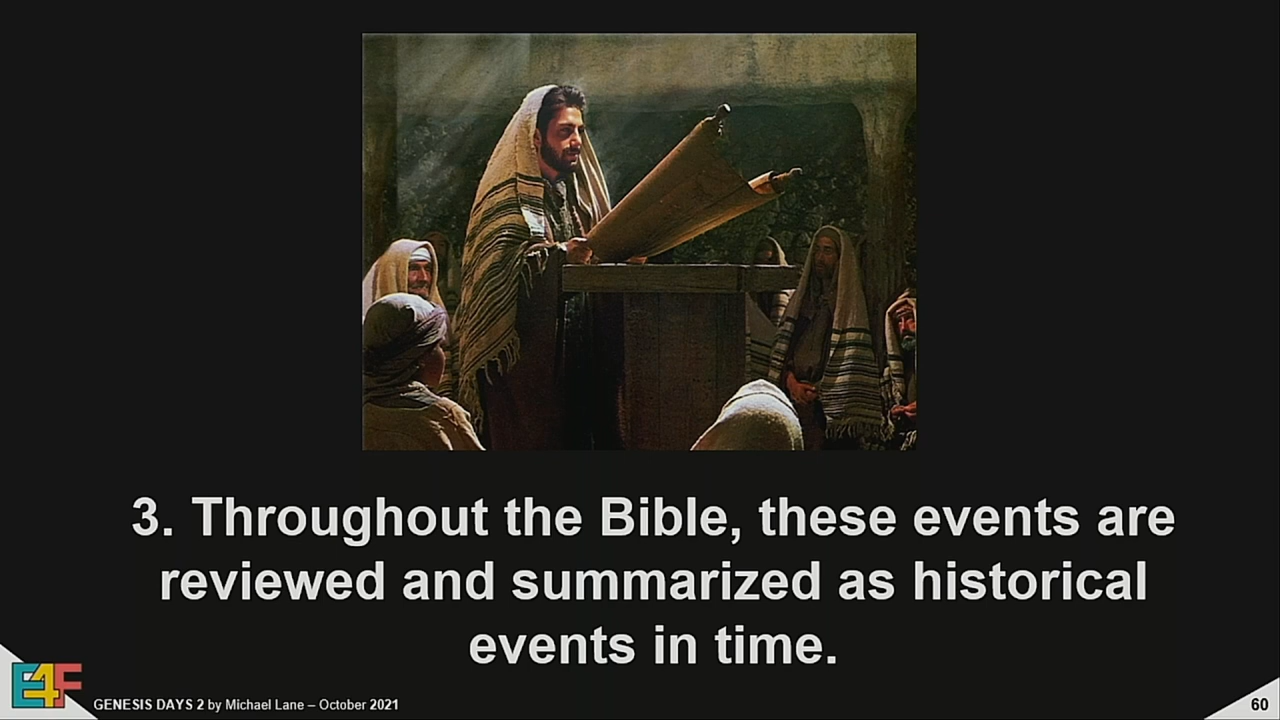 3. Throughout the Bible, these events are
reviewed and summarized as historical
events in time.
E4F
GENESIS DAYS 2 by Michael Lane – October 2021
60